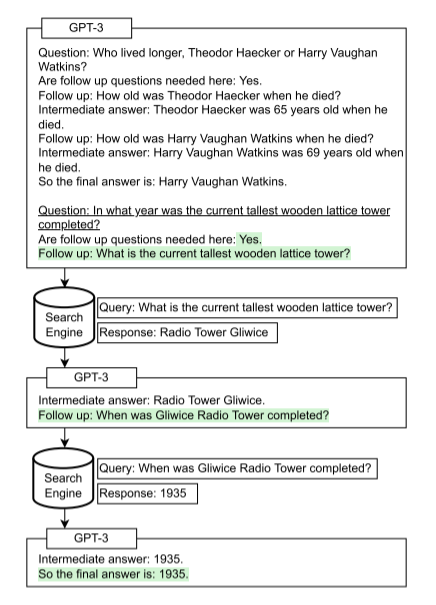 GPT-3
Question: Who lived longer, Theodor Haecker or Harry Vaughan
Watkins?
Are follow up questions needed here: Yes.
Follow up: How old was Theodor Haecker when he died?
Intermediate answer: Theodor Haecker was 65 years old when he
died.
Follow up: How old was Harry Vaughan Watkins when he died?
Intermediate answer: Harry Vaughan Watkins was 69 years old when
he died.
So the final answer is: Harry Vaughan Watkins.
Question: In what year was the current tallest wooden lattice tower
completed?
Are follow up questions needed here: Yes.
Follow up: What is the current tallest wooden lattice tower?
Search
Engine
Query: What is the current tallest wooden lattice tower?
Response: Radio Tower Gliwice
GPT-3
Intermediate answer: Radio Tower Gliwice.
Follow up: When was Gliwice Radio Tower completed?
Search
Engine
Query: When was Gliwice Radio Tower completed?
Response: 1935
GPT-3
Intermediate answer: 1935.
So the final answer is: 1935.